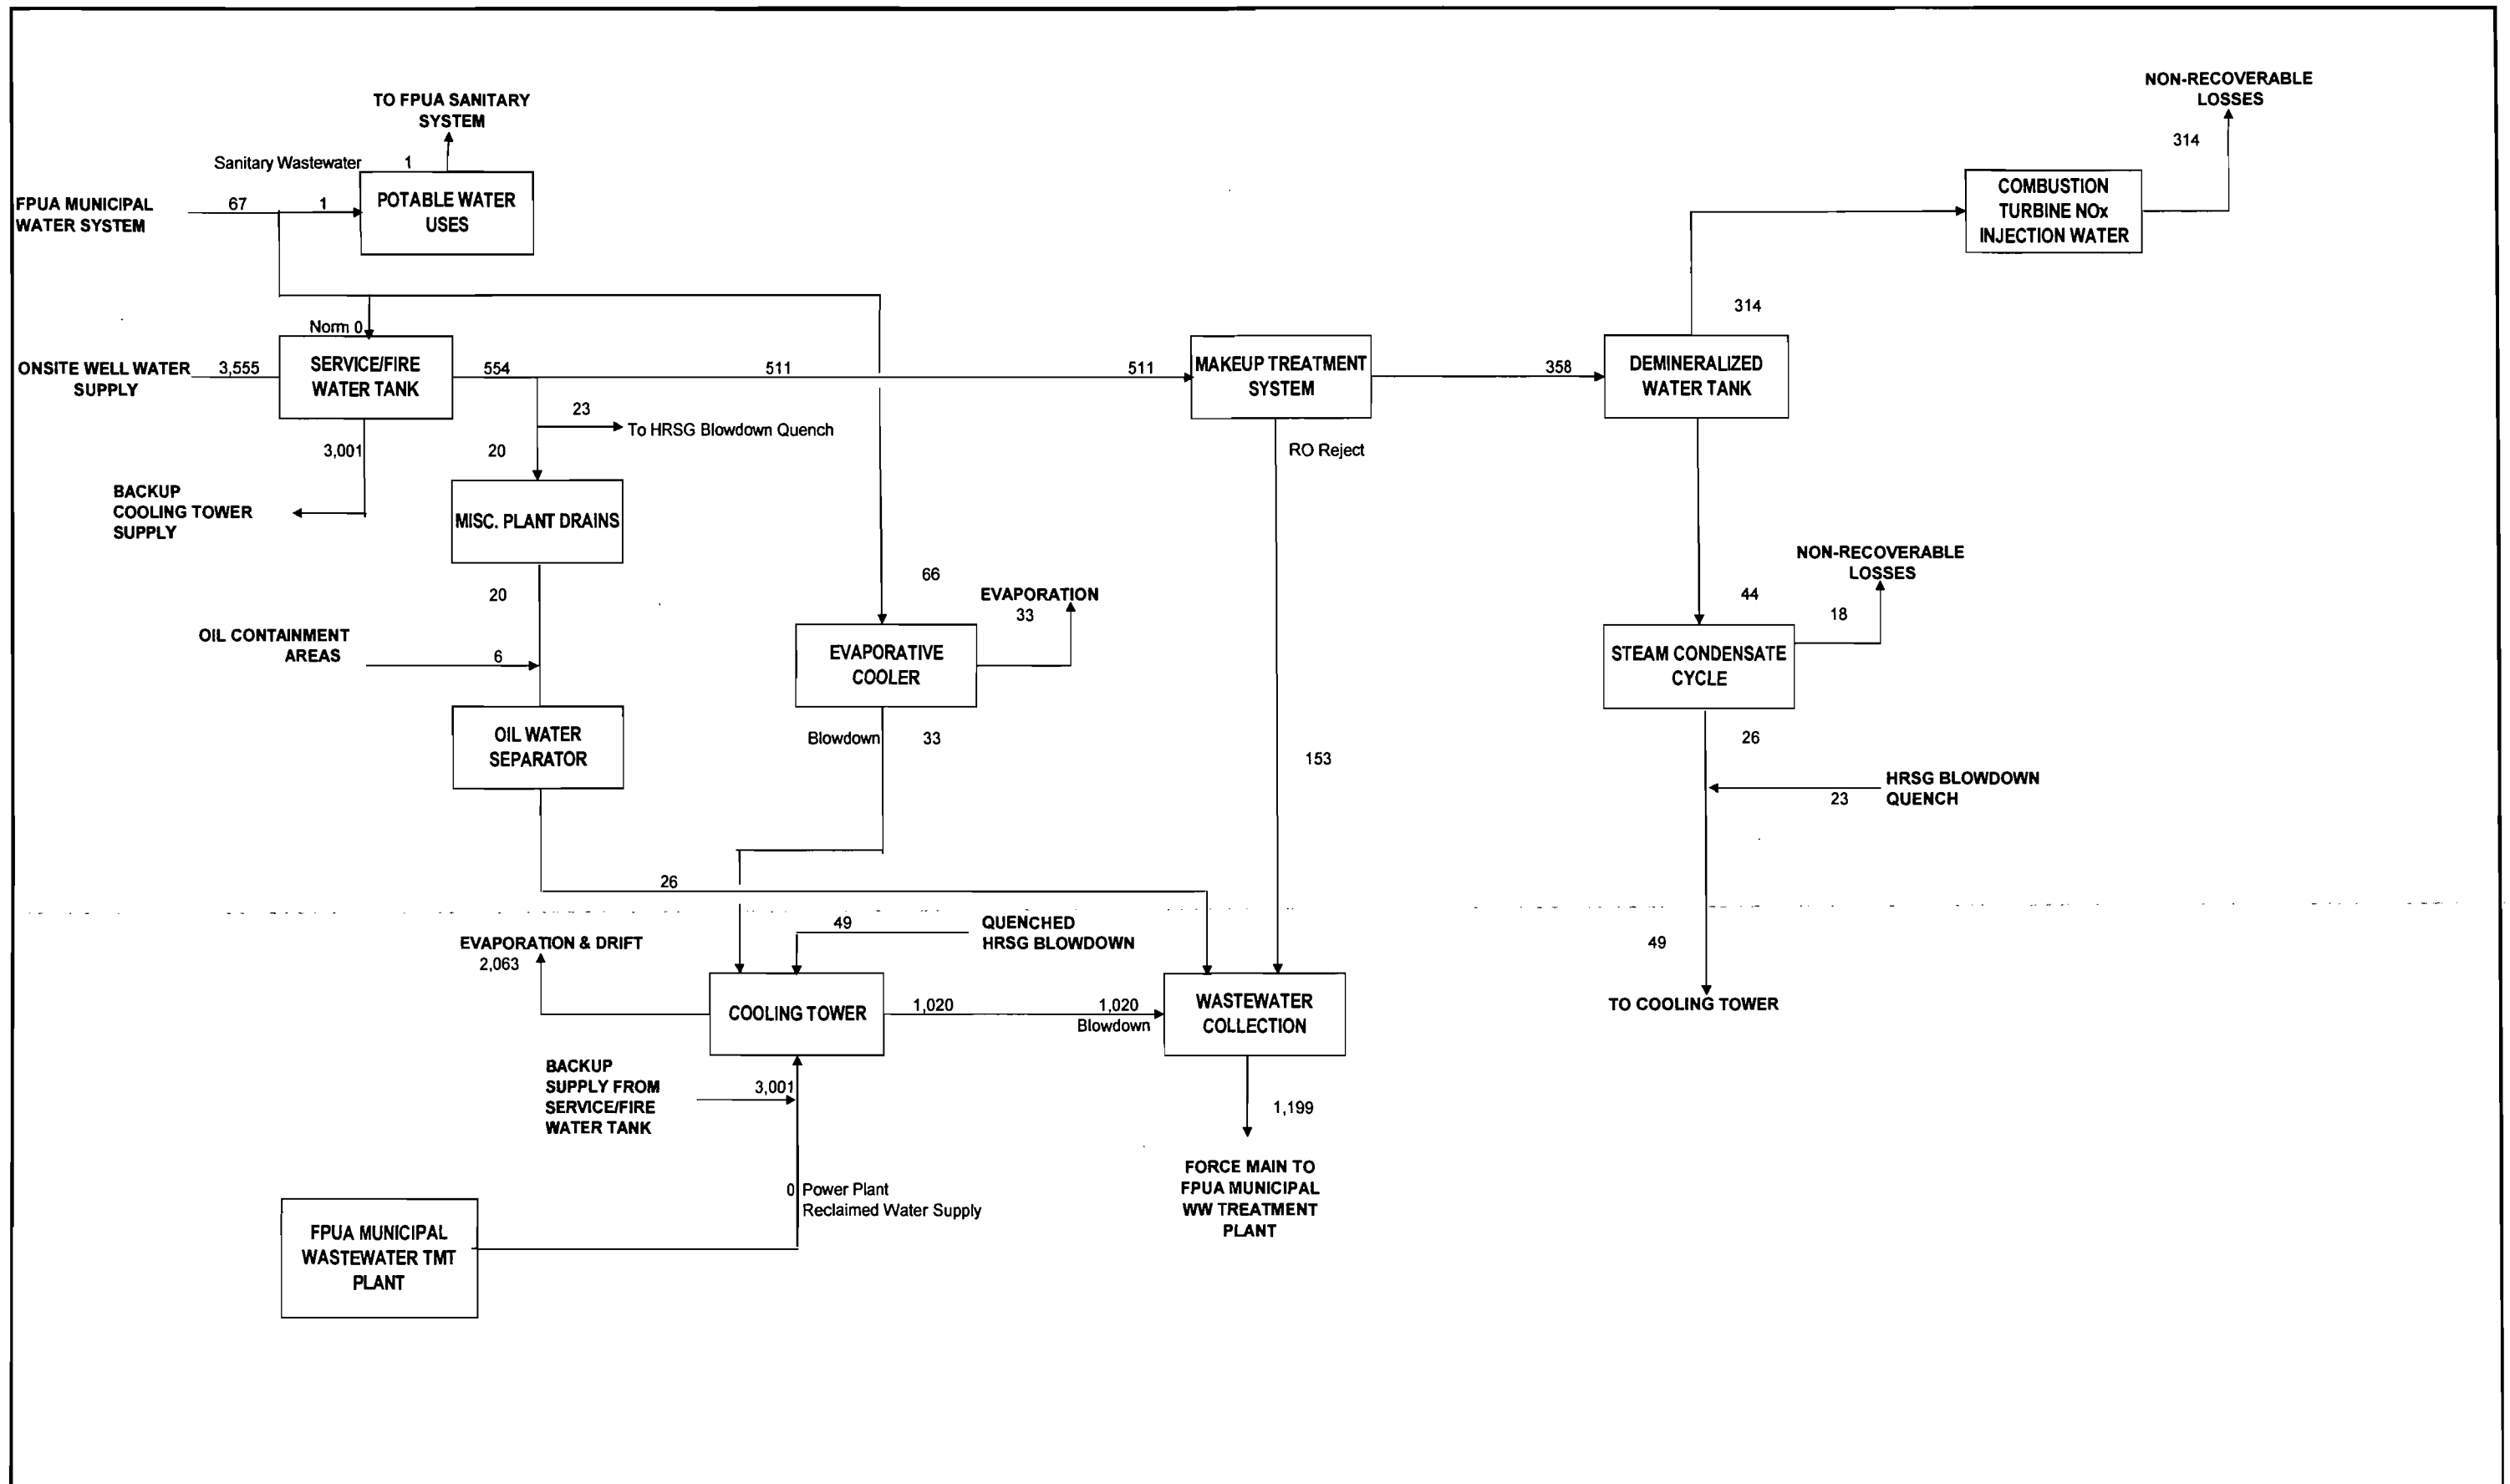 NON-RECOVERABLE
LOSSES
314
TO FPUA SANITARY
SYSTEM
Sanitary Wastewater 1
FPUA MUNICIPAL
WATER SYSTEM
67
1
POTABLE WATER
USES
COMBUSTION
TURBINE NOx
INJECTION WATER
314
Norm 0
ONSITE WELL WATER
SUPPLY
3,555
SERVICE/FIRE
WATER TANK
554
511
511
MAKEUP TREATMENT
SYSTEM
358
DEMINERALIZED
WATER TANK
23
To HRSG Blowdown Quench
3,001
20
RO Reject
BACKUP
COOLING TOWER
SUPPLY
MISC. PLANT DRAINS
20
66
EVAPORATION
33
NON-RECOVERABLE
LOSSES
44
18
OIL CONTAINMENT
AREAS
6
EVAPORATIVE
COOLER
STEAM CONDENSATE
CYCLE
OIL WATER
SEPARATOR
Blowdown
33
153
26
HRSG BLOWDOWN
QUENCH
23
26
49
QUENCHED
HRSG BLOWDOWN
EVAPORATION & DRIFT
2,063
49
COOLING TOWER
1,020
1,020
Blowdown
WASTEWATER
COLLECTION
TO COOLING TOWER
BACKUP
SUPPLY FROM
SERVICE/FIRE
WATER TANK
3,001
1,199
FORCE MAIN TO
FPUA MUNICIPAL
WW TREATMENT
PLANT
0 Power Plant
Reclaimed Water Supply
FPUA MUNICIPAL
WASTEWATER TMT
PLANT